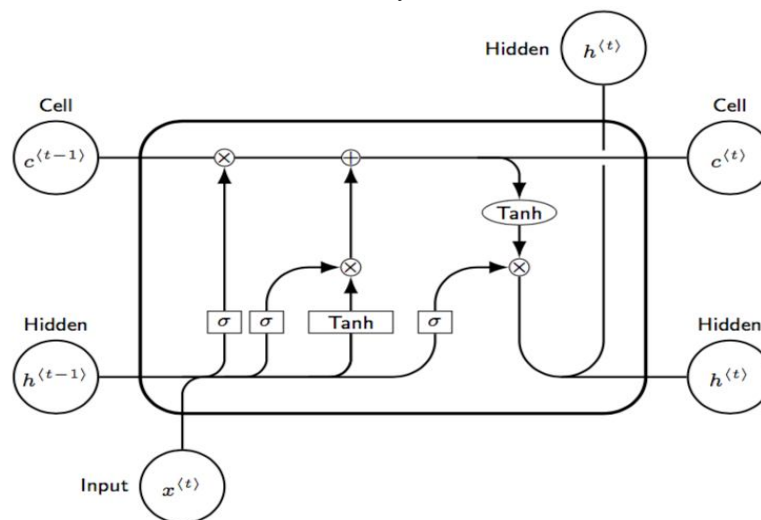 Hidden
h⟨t⟩
Cell
c⟨t−1⟩
×
+
Cell
c⟨t⟩
Tanh
×
×
σ
σ
Tanh
σ
Hidden
h⟨t−1⟩
Hidden
h⟨t⟩
Input
x⟨t⟩